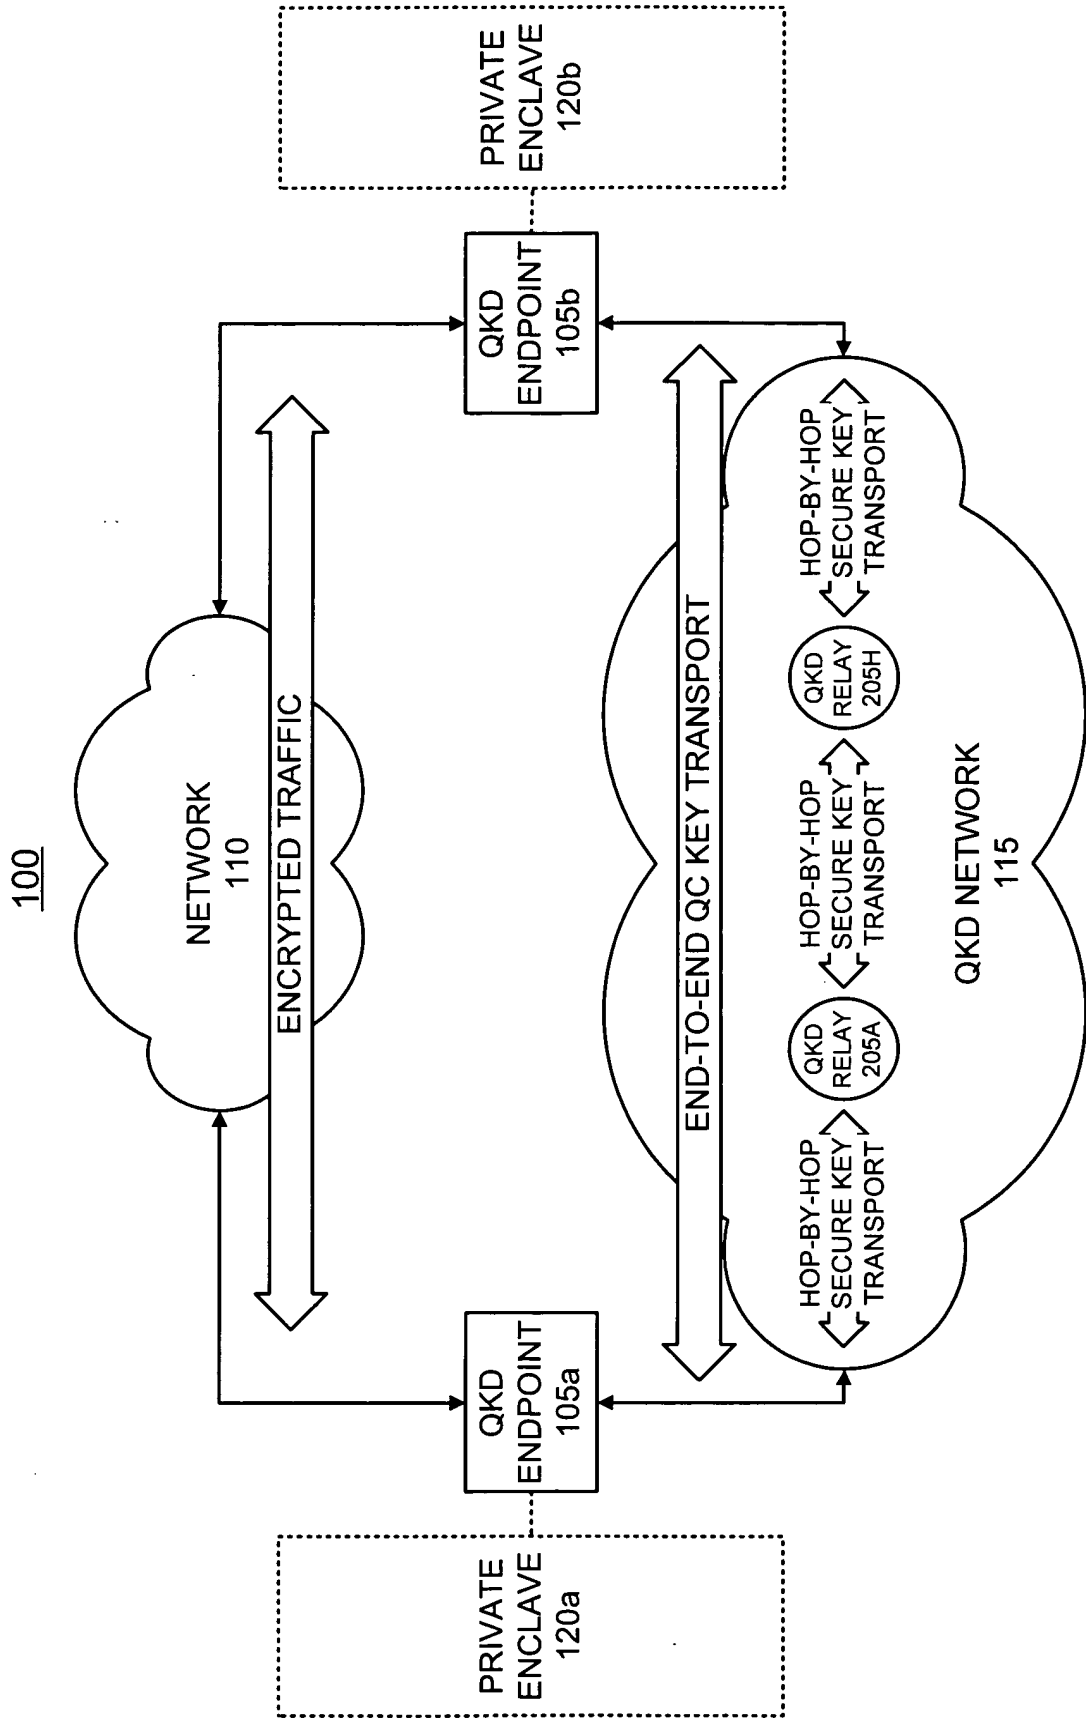 100
NETWORK
110
ENCRYPTED TRAFFIC
PRIVATE
ENCLAVE
120a
QKD
ENDPOINT
105a
QKD
ENDPOINT
105b
PRIVATE
ENCLAVE
120b
END-TO-END QC KEY TRANSPORT
HOP-BY-HOP
SECURE KEY
TRANSPORT
QKD
RELAY
205A
HOP-BY-HOP
SECURE KEY
TRANSPORT
QKD
RELAY
205H
HOP-BY-HOP
SECURE KEY
TRANSPORT
QKD NETWORK
115